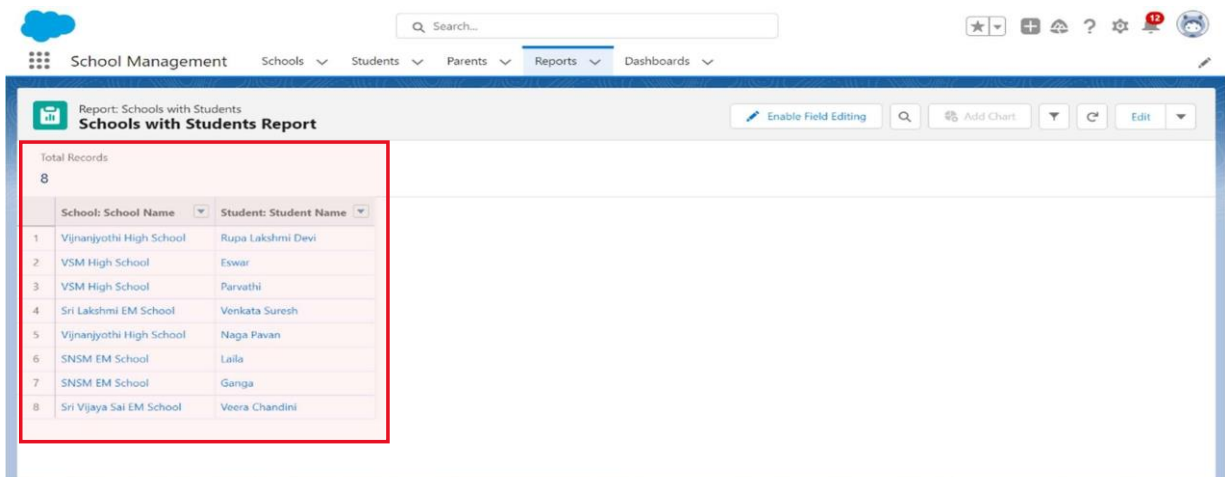 Search...
12
School Management Schools Students Parents Reports Dashboards
Report: Schools with Students
Schools with Students Report
Enable Field Editing
Add Chart
Edit
Total Records
8
School: School Name Student: Student Name
1 Vijnanjyothi High School Rupa Lakshmi Devi
2 VSM High School Eswar
3 VSM High School Parvathi
4 Sri Lakshmi EM School Venkata Suresh
5 Vijnanjyothi High School Naga Pavan
6 SNSM EM School Laila
7 SNSM EM School Ganga
8 Sri Vijaya Sai EM School Veera Chandini